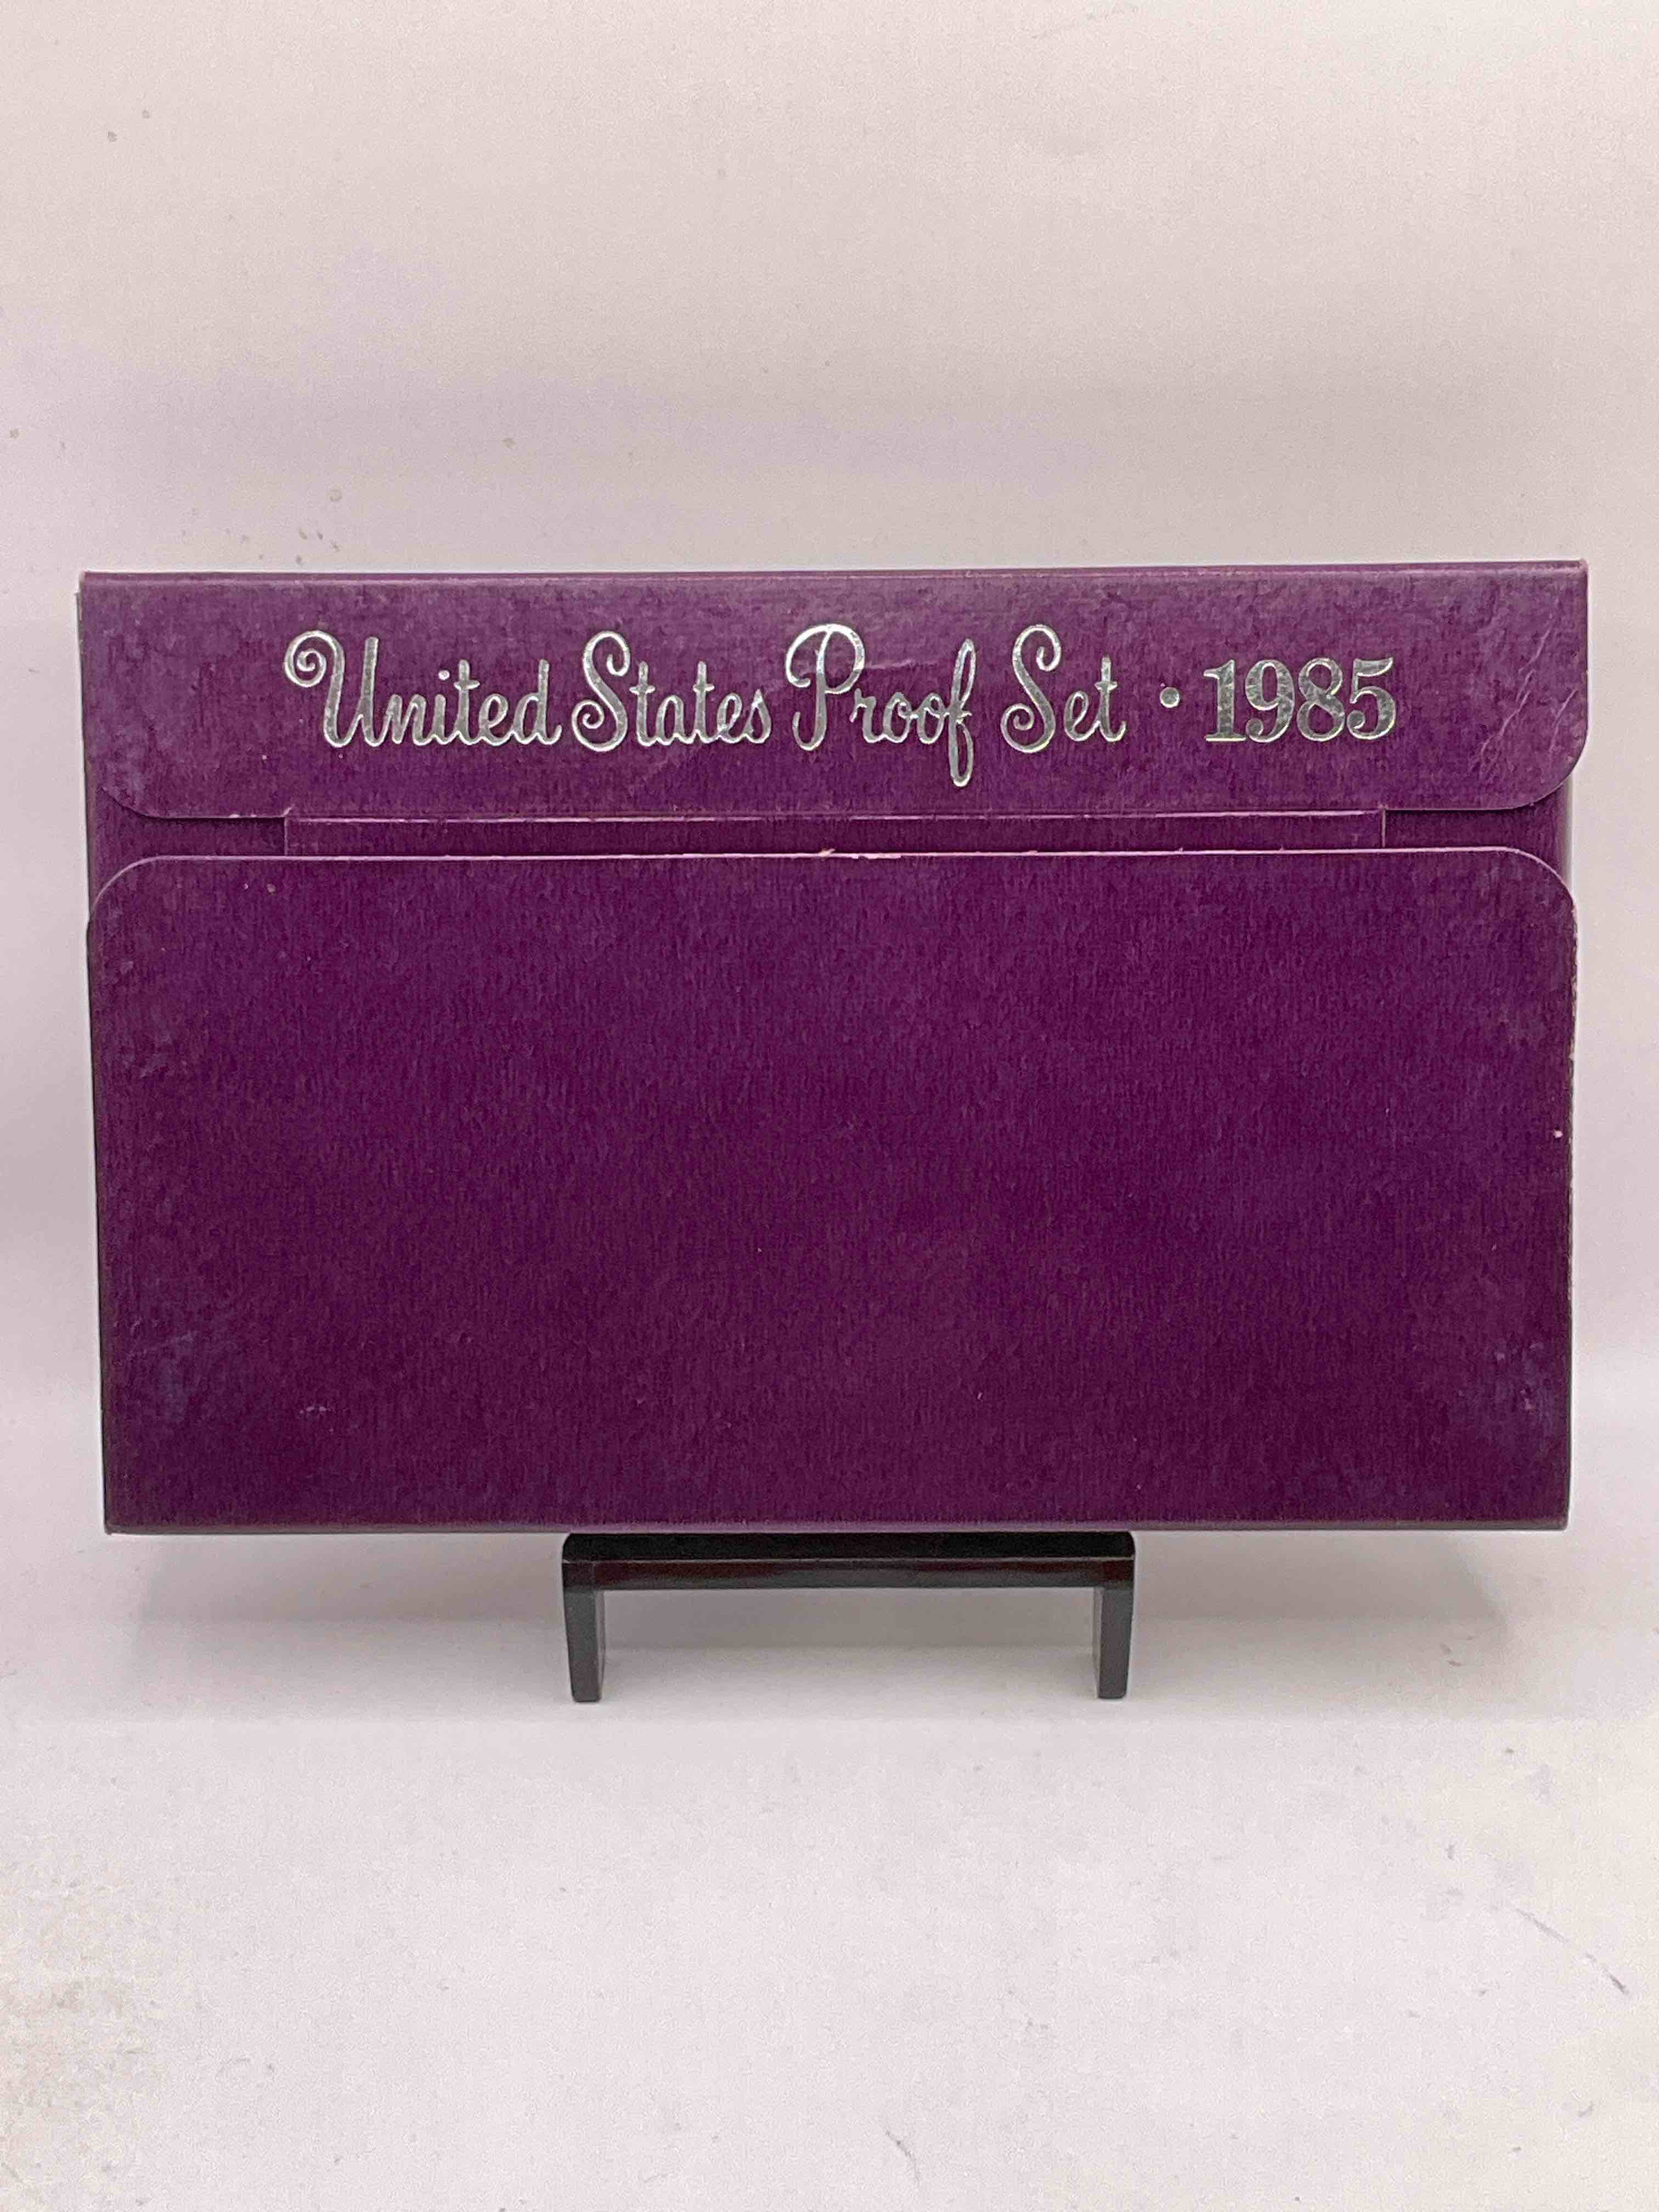 United States Proof Set • 1985